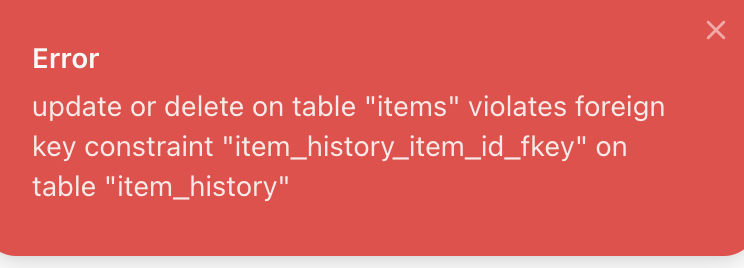 Error
update or delete on table "items" violates foreign
key constraint "item_history_item_id_fkey" on
table "item_history"